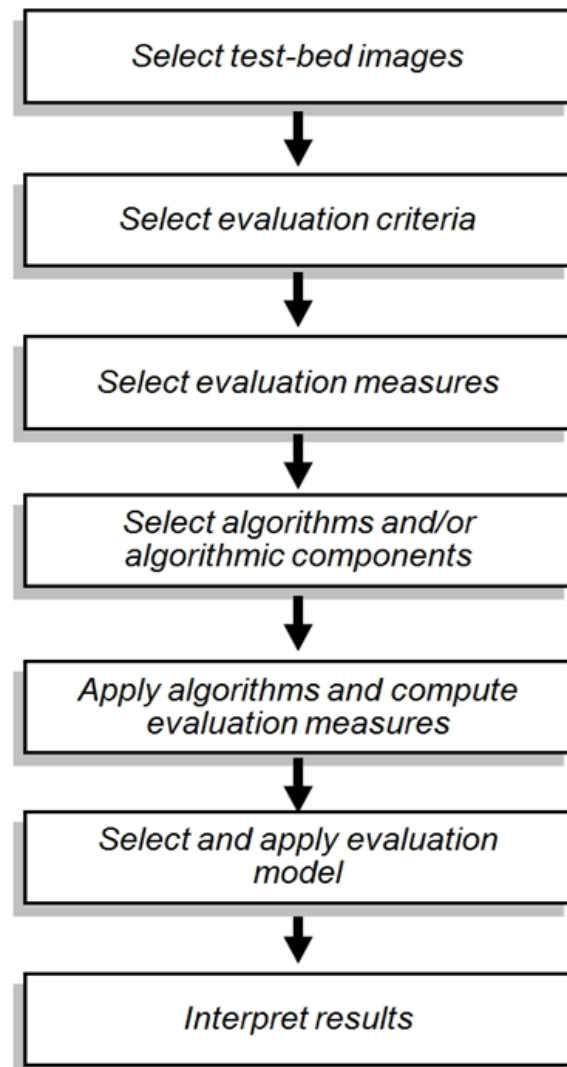 Select test-bed images
Select evaluation criteria
Select evaluation measures
Select algorithms and/or
algorithmic components
Apply algorithms and compute
evaluation measures
Select and apply evaluation
model
Interpret results